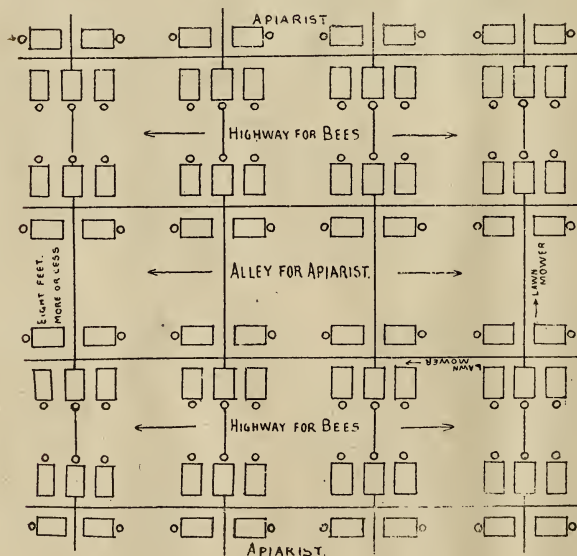 APIARIST
HIGHWAY FOR BEES
ALLEY FOR APIARIST.
EIGHT FEET.
MORE OR LESS
LAWN
MOWER
LAWN
MOWER
HIGHWAY FOR BEES
APIARIST.